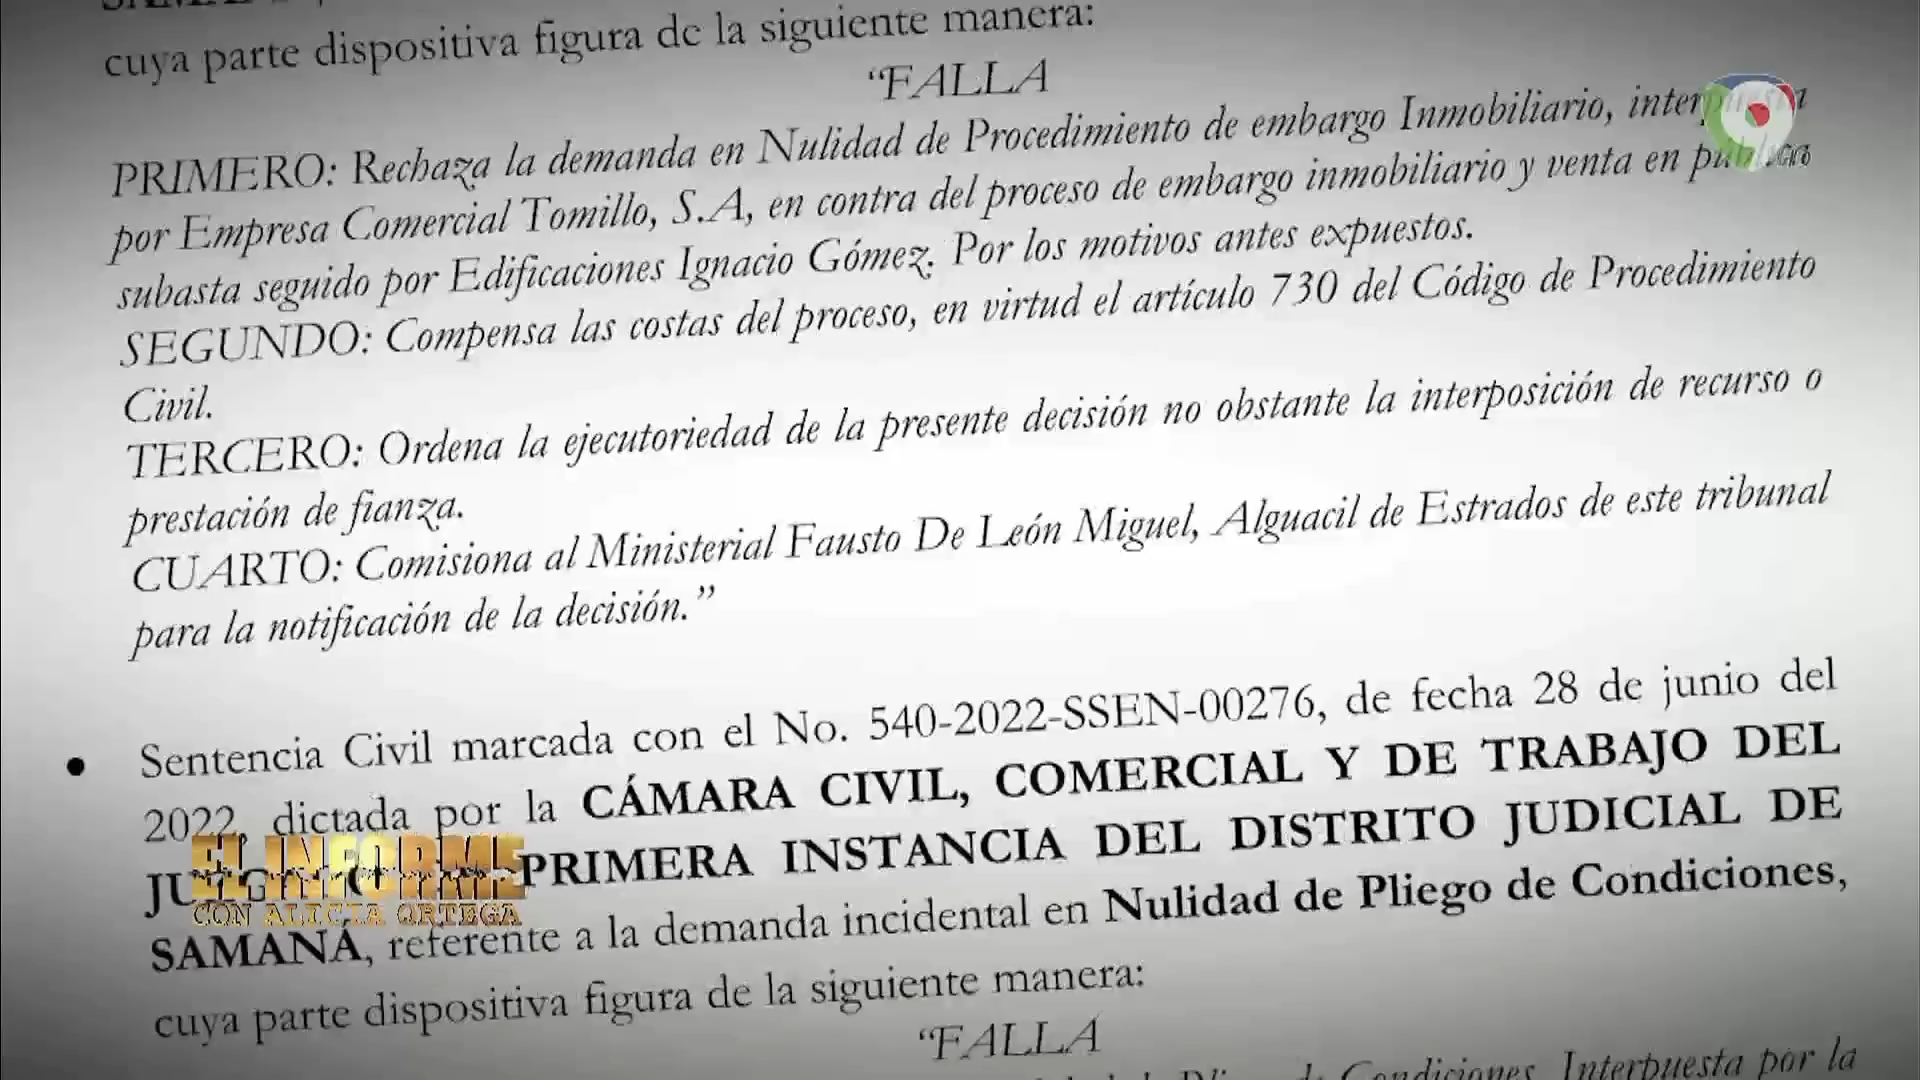 cuya parte dispositiva figura de la siguiente manera:
“FALLA
PRIMERO: Rechaza la demanda en Nulidad de Procedimiento de embargo Inmobiliario, interpuesta
por Empresa Comercial Tomillo, S.A, en contra del proceso de embargo inmobiliario y venta en pública
subasta seguido por Edificaciones Ignacio Gómez. Por los motivos antes expuestos.
SEGUNDO: Compensa las costas del proceso, en virtud el artículo 730 del Código de Procedimiento
Civil.
TERCERO: Ordena la ejecutoriedad de la presente decisión no obstante la interposición de recurso o
prestación de fianza.
CUARTO: Comisiona al Ministerial Fausto De León Miguel, Alguacil de Estrados de este tribunal
para la notificación de la decisión.”
• Sentencia Civil marcada con el No. 540-2022-SSEN-00276, de fecha 28 de junio del
2022, dictada por la CÁMARA CIVIL, COMERCIAL Y DE TRABAJO DEL
PRIMERA INSTANCIA DEL DISTRITO JUDICIAL DE
SAMANÁ, referente a la demanda incidental en Nulidad de Pliego de Condiciones,
cuya parte dispositiva figura de la siguiente manera:
“FALLA
Condiciones, Interpuesta por la
EL INFORME
CON ALICIA ORTEGA